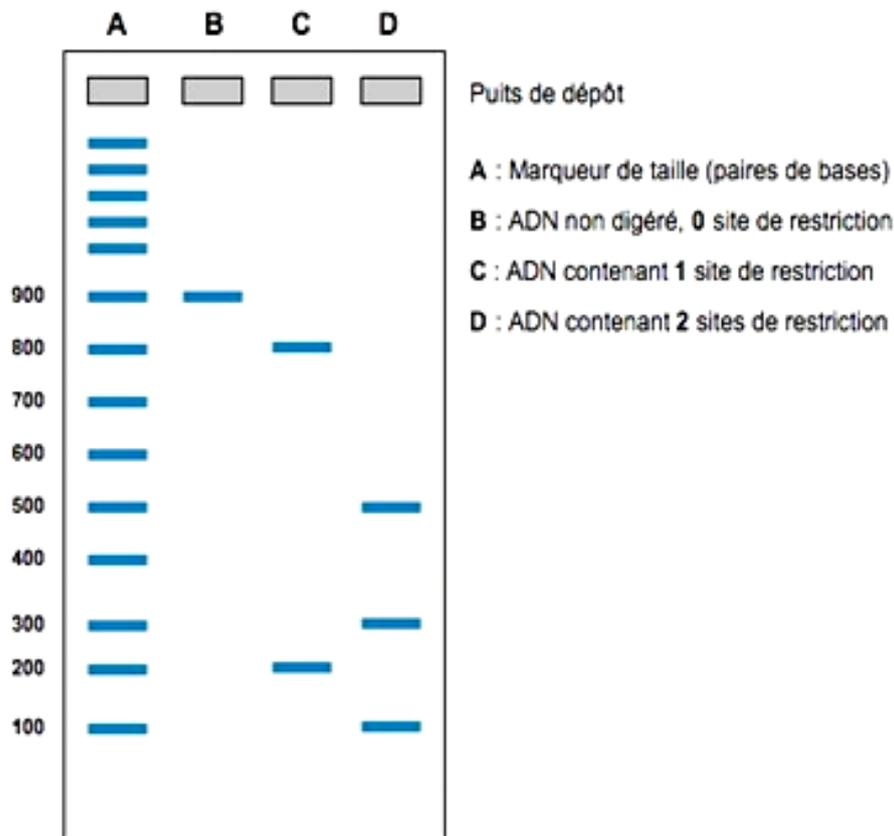 A B C D
Puits de dépôt
A : Marqueur de taille (paires de bases)
B : ADN non digéré, 0 site de restriction
C : ADN contenant 1 site de restriction
D : ADN contenant 2 sites de restriction
900
800
700
600
500
400
300
200
100